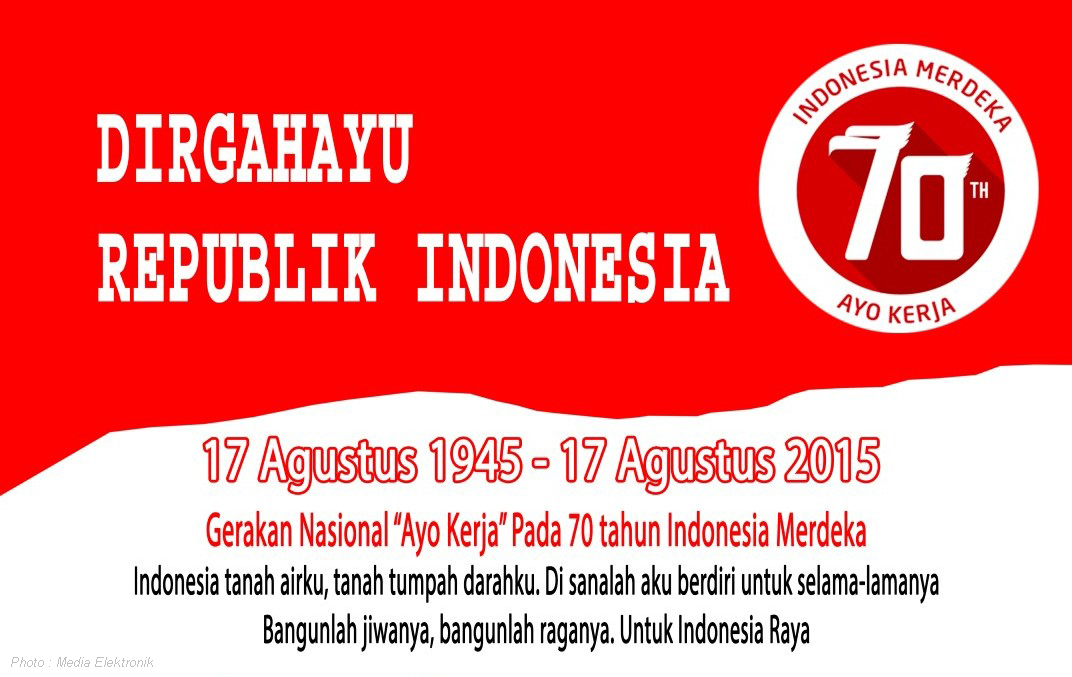 DIRGAHAYU
REPUBLIK INDONESIA
INDONESIA MERDEKA
70TH
AYO KERJA
17 Agustus 1945 - 17 Agustus 2015
Gerakan Nasional “Ayo Kerja” Pada 70 tahun Indonesia Merdeka
Indonesia tanah airku, tanah tumpah darahku. Di sanalah aku berdiri untuk selama-lamanya
Bangunlah jiwanya, bangunlah raganya. Untuk Indonesia Raya
Photo : Media Elektronik